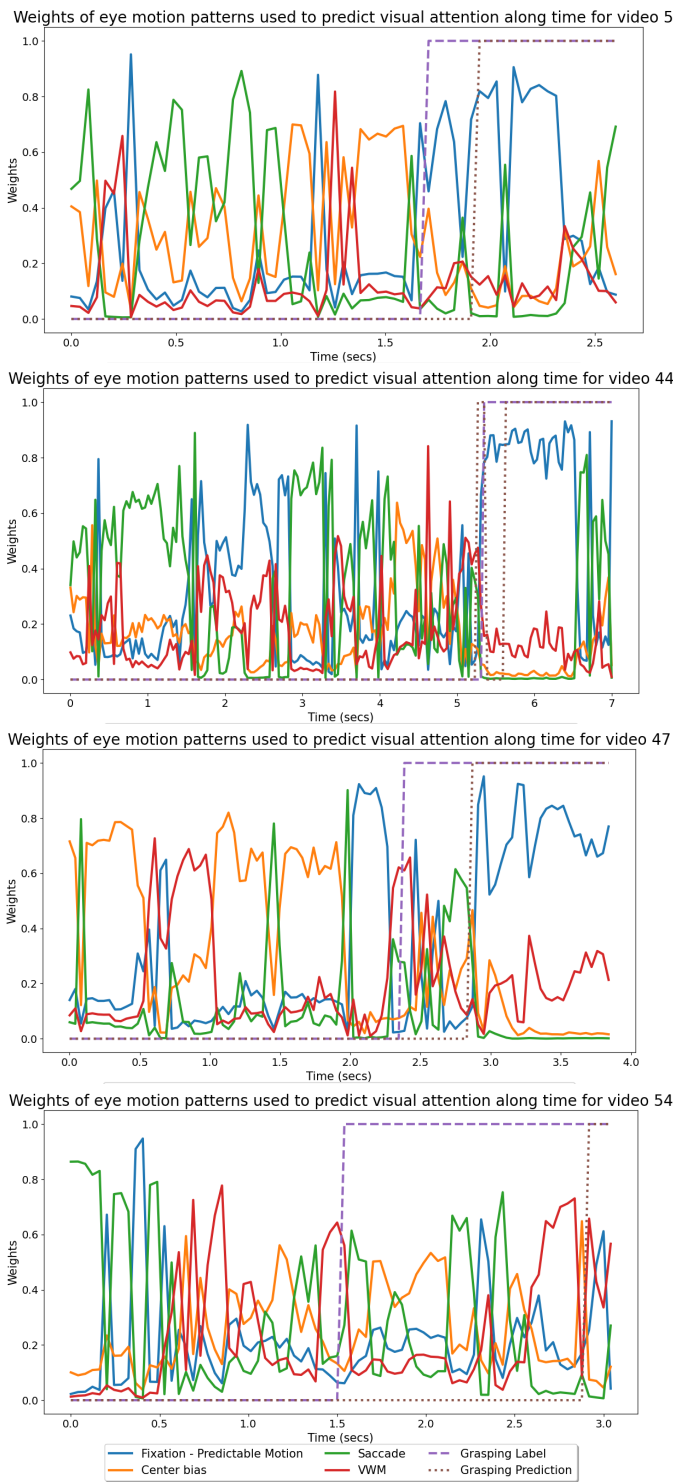 Weights of eye motion patterns used to predict visual attention along time for video 5
1.0
0.8
0.6
0.4
0.2
0.0
Weights
0.0 0.5 1.0 1.5 2.0 2.5
Time (secs)
Weights of eye motion patterns used to predict visual attention along time for video 44
1.0
0.8
0.6
0.4
0.2
0.0
Weights
0 1 2 3 4 5 6 7
Time (secs)
Weights of eye motion patterns used to predict visual attention along time for video 47
1.0
0.8
0.6
0.4
0.2
0.0
Weights
0.0 0.5 1.0 1.5 2.0 2.5 3.0 3.5 4.0
Time (secs)
Weights of eye motion patterns used to predict visual attention along time for video 54
1.0
0.8
0.6
0.4
0.2
0.0
Weights
0.0 0.5 1.0 1.5 2.0 2.5 3.0
Time (secs)
Fixation - Predictable Motion Saccade Grasping Label
Center bias VWM Grasping Prediction